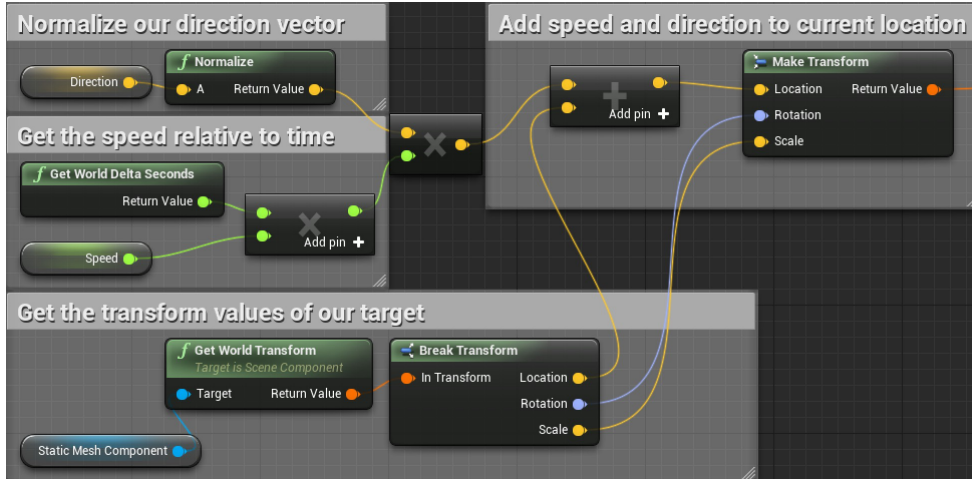 Normalize our direction vector
Direction
f Normalize
A
Return Value
Get the speed relative to time
f Get World Delta Seconds
Return Value
Speed
Add pin +
Add speed and direction to current location
Add pin +
Make Transform
Location
Return Value
Rotation
Scale
Get the transform values of our target
f Get World Transform
Target is Scene Component
Target
Return Value
Static Mesh Component
Break Transform
In Transform
Location
Rotation
Scale